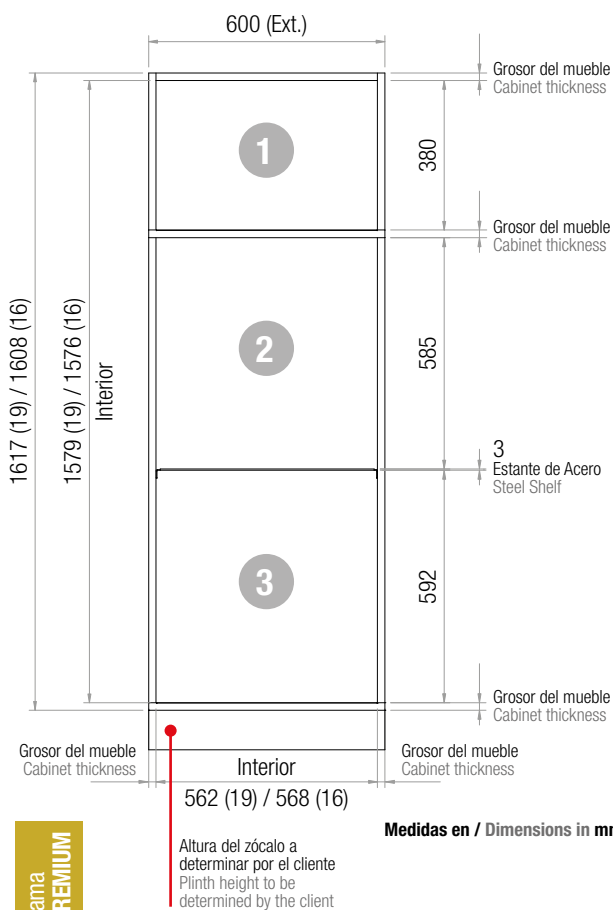 600 (Ext.)
Grosor del mueble
Cabinet thickness
1
380
Grosor del mueble
Cabinet thickness
1617 (19) / 1608 (16)
1579 (19) / 1576 (16)
Interior
2
585
3
Estante de Acero
Steel Shelf
3
592
Grosor del mueble
Cabinet thickness
Grosor del mueble
Cabinet thickness
Interior
562 (19) / 568 (16)
Grosor del mueble
Cabinet thickness
Medidas en / Dimensions in mm
Altura del zócalo a
determinar por el cliente
Plinth height to be
determined by the client
ama
REMIUM